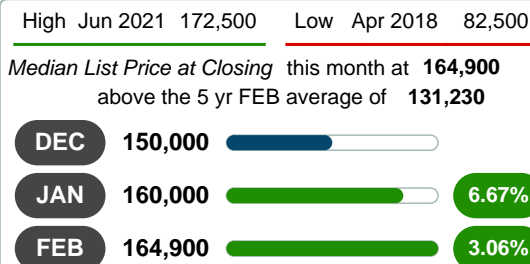 High Jun 2021 172,500 Low Apr 2018 82,500
Median List Price at Closing this month at 164,900
above the 5 yr FEB average of 131,230
DEC 150,000
JAN 160,000 6.67%
FEB 164,900 3.06%